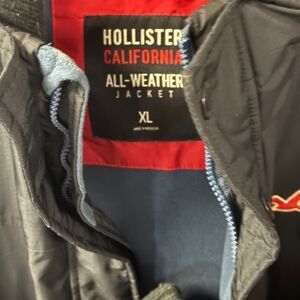 HOLLISTER
CALIFORNIA
ALL-WEATHER
JACKET
XL